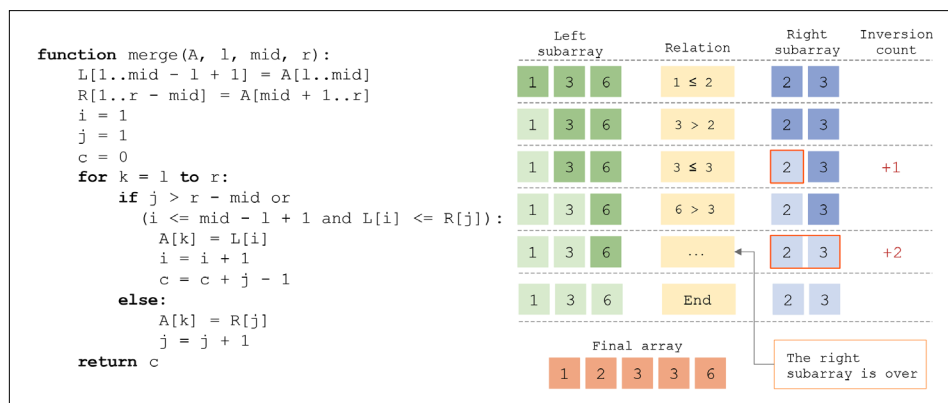 function merge(A, l, mid, r):
L[1..mid - l + 1] = A[l..mid]
R[1..r - mid] = A[mid + 1..r]
i = 1
j = 1
c = 0
for k = l to r:
if j > r - mid or
(i <= mid - l + 1 and L[i] <= R[j]):
A[k] = L[i]
i = i + 1
c = c + j - 1
else:
A[k] = R[j]
j = j + 1
return c
Left subarray Relation Right subarray Inversion count
1 3 6 1 ≤ 2 2 3
1 3 6 3 > 2 2 3
1 3 6 3 ≤ 3 2 3 +1
1 3 6 6 > 3 2 3
1 3 6 ... 2 3 +2
1 3 6 End 2 3
Final array
1 2 3 3 6
The right
subarray is over